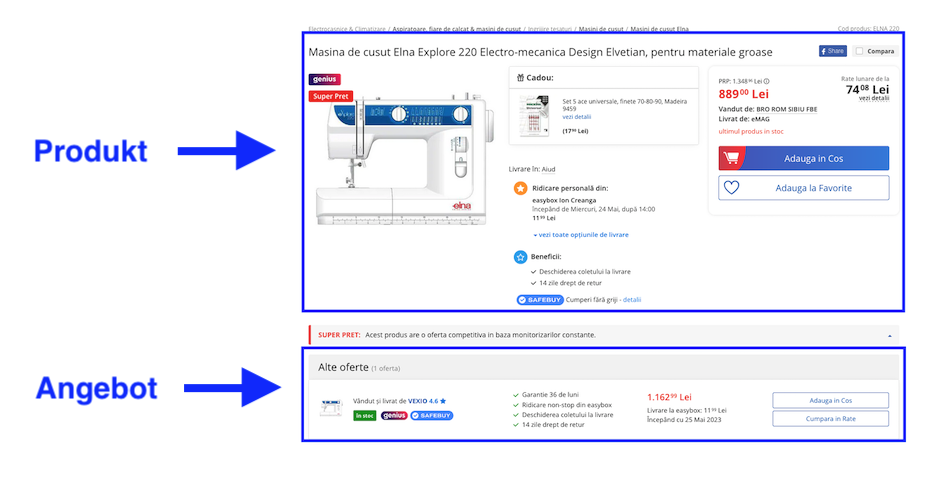 Electrocasnice & Climatizare / Aspiratoare, fiare de calcat & masini de cusut / Ingrijire tesaturi / Masini de cusut / Masini de cusut Elna
Cod produs: ELNA 220
Masina de cusut Elna Explore 220 Electro-mecanica Design Elvetian, pentru materiale groase
Share
Compara
genius
Super Pret
elna
Cadou:
Set 5 ace universale, finete 70-80-90, Madeira
9459
vezi detalii
(17⁹⁹ Lei)
PRP: 1.348⁹⁶ Lei
889⁰⁰ Lei
Rate lunare de la
74⁰⁸ Lei
vezi detalii
Vandut de: BRO ROM SIBIU FBE
Livrat de: eMAG
ultimul produs in stoc
Adauga in Cos
Adauga la Favorite
Produkt
Livrare în: Aiud
Ridicare personală din:
easybox Ion Creanga
începând de Miercuri, 24 Mai, după 14:00
11⁹⁹ Lei
vezi toate opțiunile de livrare
Beneficii:
Deschiderea coletului la livrare
14 zile drept de retur
SAFEBUY Cumperi fără griji - detalii
SUPER PRET: Acest produs are o oferta competitiva in baza monitorizarilor constante.
Angebot
Alte oferte (1 oferta)
Vândut și livrat de VEXIO 4.6
în stoc genius SAFEBUY
Garantie 36 de luni
Ridicare non-stop din easybox
Deschiderea coletului la livrare
14 zile drept de retur
1.162⁹⁹ Lei
Livrare la easybox: 11⁹⁹ Lei
Începând cu 25 Mai 2023
Adauga in Cos
Cumpara in Rate